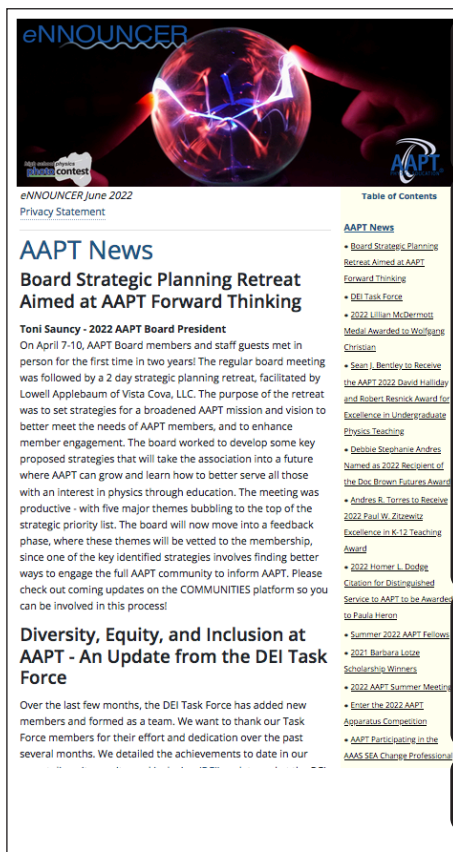 eNNOUNCER
high school physics
photo contest
AAPT
eNNOUNCER June 2022
Privacy Statement
AAPT News
Board Strategic Planning Retreat
Aimed at AAPT Forward Thinking
Toni Sauncy - 2022 AAPT Board President
On April 7-10, AAPT Board members and staff guests met in
person for the first time in two years! The regular board meeting
was followed by a 2 day strategic planning retreat, facilitated by
Lowell Applebaum of Vista Cova, LLC. The purpose of the retreat
was to set strategies for a broadened AAPT mission and vision to
better meet the needs of AAPT members, and to enhance
member engagement. The board worked to develop some key
proposed strategies that will take the association into a future
where AAPT can grow and learn how to better serve all those
with an interest in physics through education. The meeting was
productive - with five major themes bubbling to the top of the
strategic priority list. The board will now move into a feedback
phase, where these themes will be vetted to the membership,
since one of the key identified strategies involves finding better
ways to engage the full AAPT community to inform AAPT. Please
check out coming updates on the COMMUNITIES platform so you
can be involved in this process!
Diversity, Equity, and Inclusion at
AAPT - An Update from the DEI Task
Force
Over the last few months, the DEI Task Force has added new
members and formed as a team. We want to thank our Task
Force members for their effort and dedication over the past
several months. We detailed the achievements to date in our
Table of Contents
AAPT News
• Board Strategic Planning
Retreat Aimed at AAPT
Forward Thinking
• DEI Task Force
• 2022 Lillian McDermott
Medal Awarded to Wolfgang
Christian
• Sean J. Bentley to Receive
the AAPT 2022 David Halliday
and Robert Resnick Award for
Excellence in Undergraduate
Physics Teaching
• Debbie Stephanie Andres
Named as 2022 Recipient of
the Doc Brown Futures Award
• Andres R. Torres to Receive
2022 Paul W. Zitzewitz
Excellence in K-12 Teaching
Award
• 2022 Homer L. Dodge
Citation for Distinguished
Service to AAPT to be Awarded
to Paula Heron
• Summer 2022 AAPT Fellows
• 2021 Barbara Lotze
Scholarship Winners
• 2022 AAPT Summer Meeting
• Enter the 2022 AAPT
Apparatus Competition
• AAPT Participating in the
AAAS SEA Change Professional